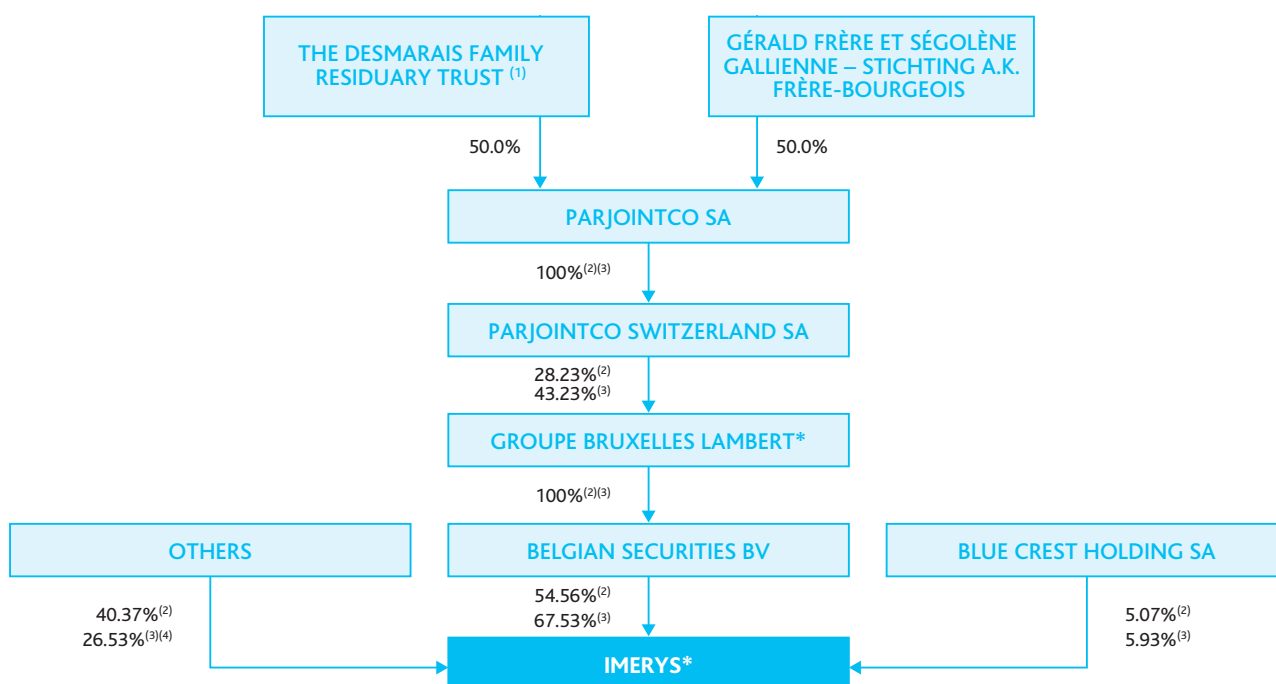 THE DESMARAIS FAMILY
RESIDUARY TRUST (1)
GÉRALD FRÈRE ET SÉGOLÈNE
GALLIENNE – STICHTING A.K.
FRÈRE-BOURGEOIS
50.0%
50.0%
PARJOINTCO SA
100%(2)(3)
PARJOINTCO SWITZERLAND SA
28.23%(2)
43.23%(3)
GROUPE BRUXELLES LAMBERT*
100%(2)(3)
OTHERS
BELGIAN SECURITIES BV
BLUE CREST HOLDING SA
40.37%(2)
26.53%(3)(4)
54.56%(2)
67.53%(3)
5.07%(2)
5.93%(3)
IMERYS*